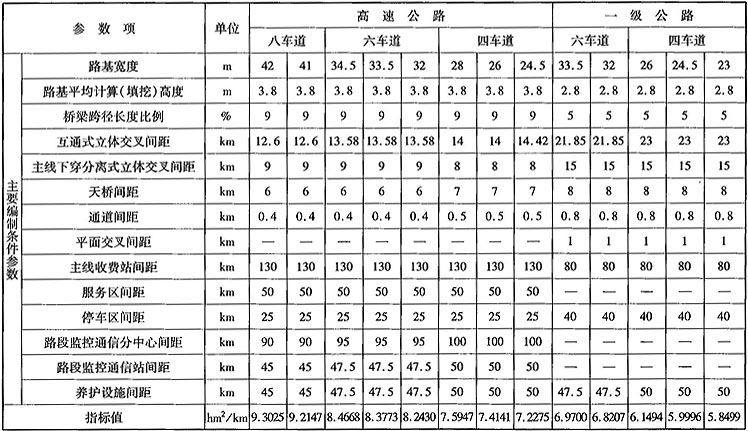 参 数 项 单位 高 速 公 路 一 级 公 路
八车道 六车道 四车道 六车道 四车道
主要编制条件参数
路基宽度 m 42 41 34.5 33.5 32 28 26 24.5 33.5 32 26 24.5 23
路基平均计算(填挖)高度 m 3.8 3.8 3.8 3.8 3.8 3.8 3.8 3.8 2.8 2.8 2.8 2.8 2.8
桥梁跨径长度比例 % 9 9 9 9 9 9 9 9 5 5 5 5 5
互通式立体交叉间距 km 12.6 12.6 13.58 13.58 13.58 14 14 14.42 21.85 21.85 23 23 23
主线下穿分离式立体交叉间距 km 9 9 9 9 9 8 8 8 15 15 15 15 15
天桥间距 km 6 6 6 6 6 7 7 7 8 8 8 8 8
通道间距 km 0.4 0.4 0.4 0.4 0.4 0.5 0.5 0.5 0.8 0.8 0.8 0.8 0.8
平面交叉间距 km — — — — — — — — 1 1 1 1 1
主线收费站间距 km 130 130 130 130 130 130 130 130 80 80 80 80 80
服务区间距 km 50 50 50 50 50 50 50 50 — — — — —
停车区间距 km 25 25 25 25 25 25 25 25 40 40 40 40 40
路段监控通信分中心间距 km 90 90 95 95 95 100 100 100 — — — — —
路段监控通信站间距 km 45 45 47.5 47.5 47.5 50 50 50 — — — — —
养护设施间距 km 45 45 47.5 47.5 47.5 50 50 50 47.5 47.5 50 50 50
指标值 hm²/km 9.3025 9.2147 8.4668 8.3773 8.2430 7.5947 7.4141 7.2275 6.9700 6.8207 6.1494 5.9996 5.8499